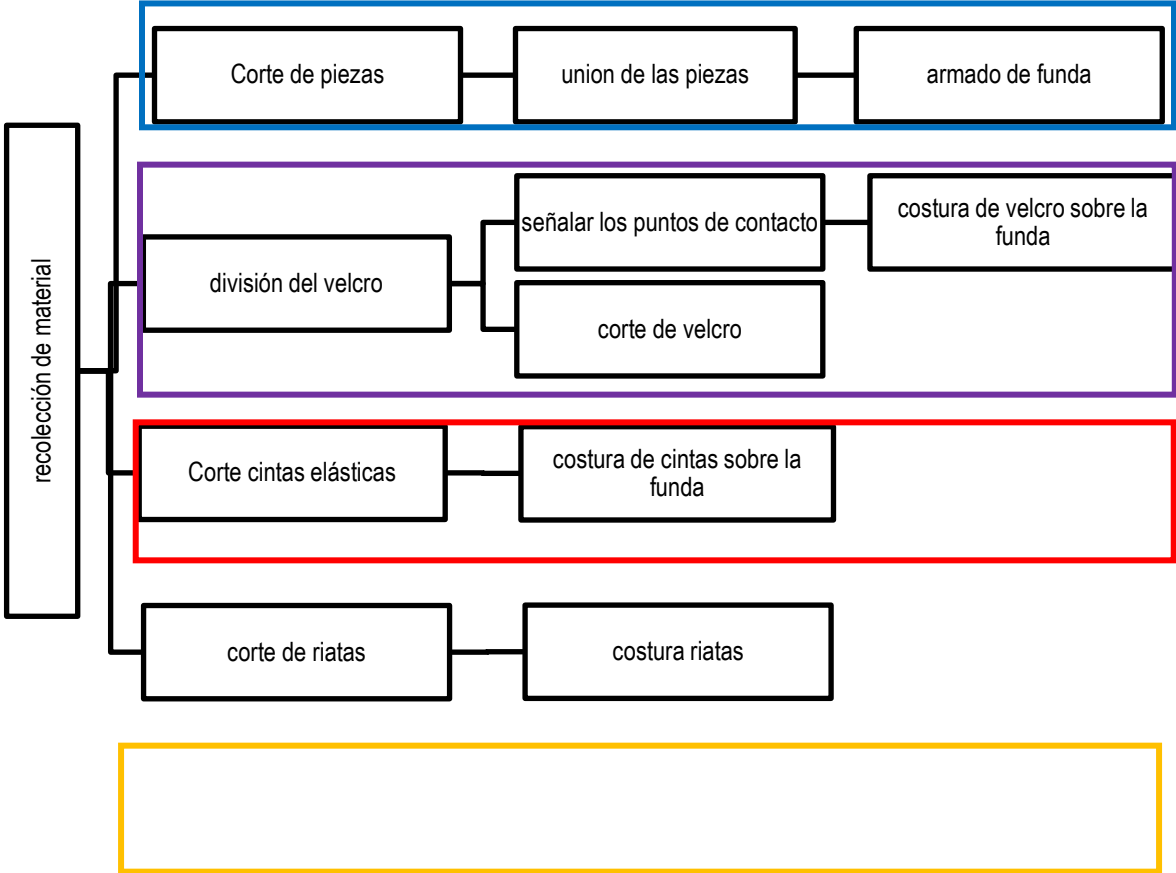 recolección de material
Corte de piezas
union de las piezas
armado de funda
división del velcro
señalar los puntos de contacto
costura de velcro sobre la
funda
corte de velcro
Corte cintas elásticas
costura de cintas sobre la
funda
corte de riatas
costura riatas